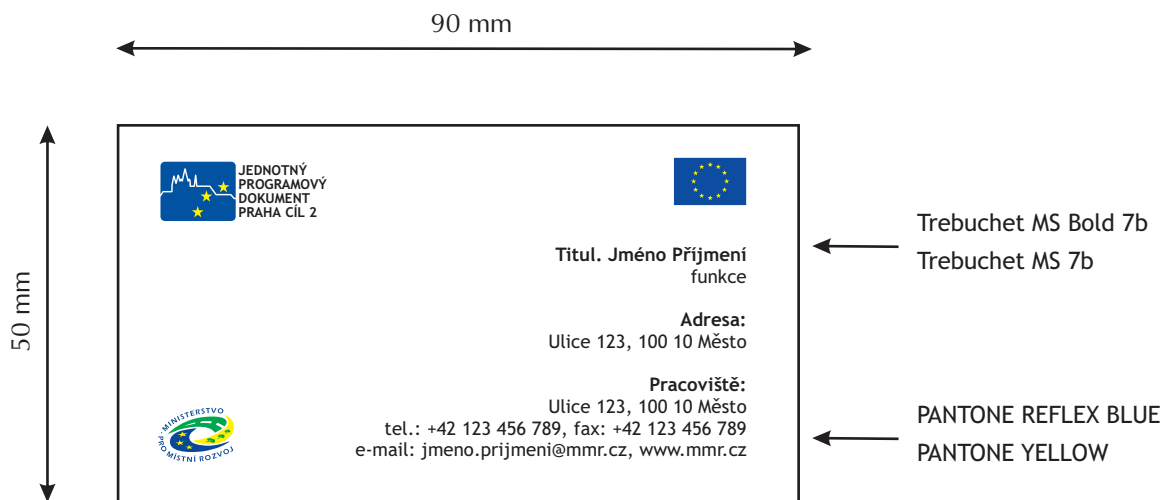 90 mm
50 mm
JEDNOTNÝ
PROGRAMOVÝ
DOKUMENT
PRAHA CÍL 2
Titul. Jméno Příjmení
funkce
Adresa:
Ulice 123, 100 10 Město
Pracoviště:
Ulice 123, 100 10 Město
tel.: +42 123 456 789, fax: +42 123 456 789
e-mail: jmeno.prijmeni@mmr.cz, www.mmr.cz
MINISTERSTVO
PRO MÍSTNÍ ROZVOJ
Trebuchet MS Bold 7b
Trebuchet MS 7b
PANTONE REFLEX BLUE
PANTONE YELLOW